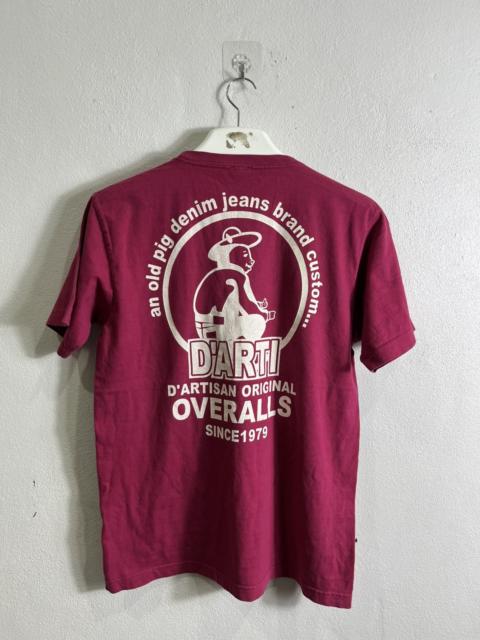 an old pig denim jeans brand custom...
D'ARTI
D'ARTISAN ORIGINAL
OVERALLS
SINCE1979